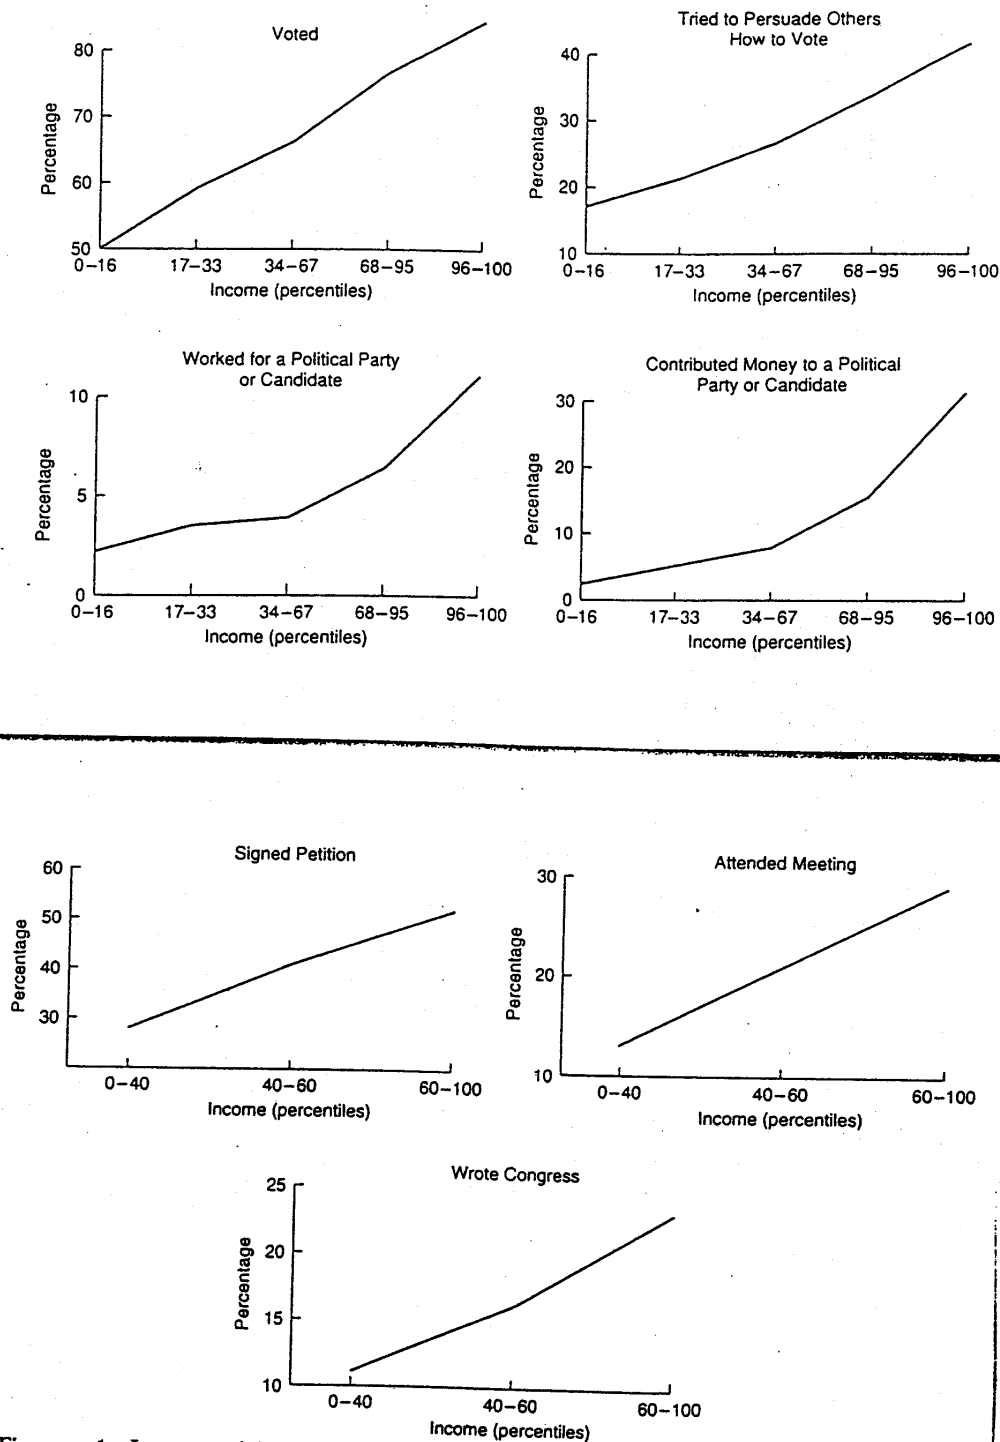 Voted
80
70
60
50
Percentage
0–16 17–33 34–67 68–95 96–100
Income (percentiles)
Tried to Persuade Others
How to Vote
40
30
20
10
Percentage
0–16 17–33 34–67 68–95 96–100
Income (percentiles)
Worked for a Political Party
or Candidate
10
5
0
Percentage
0–16 17–33 34–67 68–95 96–100
Income (percentiles)
Contributed Money to a Political
Party or Candidate
30
20
10
0
Percentage
0–16 17–33 34–67 68–95 96–100
Income (percentiles)
Signed Petition
60
50
40
30
Percentage
0–40 40–60 60–100
Income (percentiles)
Attended Meeting
30
20
10
Percentage
0–40 40–60 60–100
Income (percentiles)
Wrote Congress
25
20
15
10
Percentage
0–40 40–60 60–100
Income (percentiles)